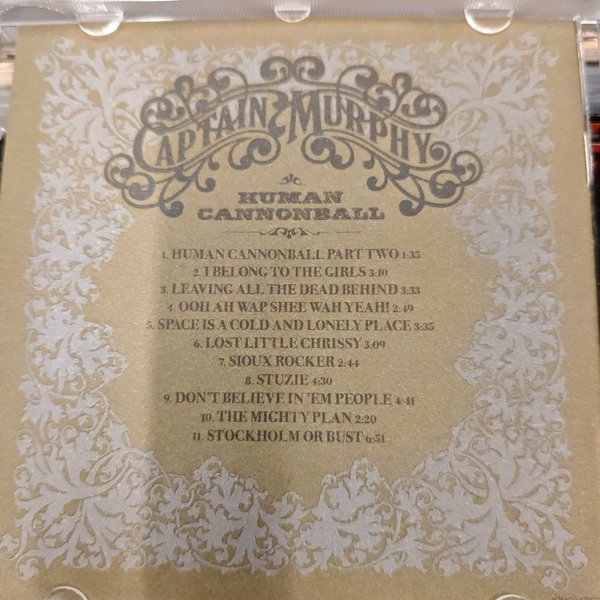 CAPTAIN MURPHY
HUMAN
CANNONBALL
1. HUMAN CANNONBALL PART TWO 1:35
2. I BELONG TO THE GIRLS 3:10
3. LEAVING ALL THE DEAD BEHIND 3:33
4. OOH AH WAP SHEE WAH YEAH! 2:49
5. SPACE IS A COLD AND LONELY PLACE 3:35
6. LOST LITTLE CHRISSY 3:09
7. SIOUX ROCKER 2:44
8. STUZIE 4:30
9. DON'T BELIEVE IN 'EM PEOPLE 4:41
10. THE MIGHTY PLAN 2:20
11. STOCKHOLM OR BUST 6:51